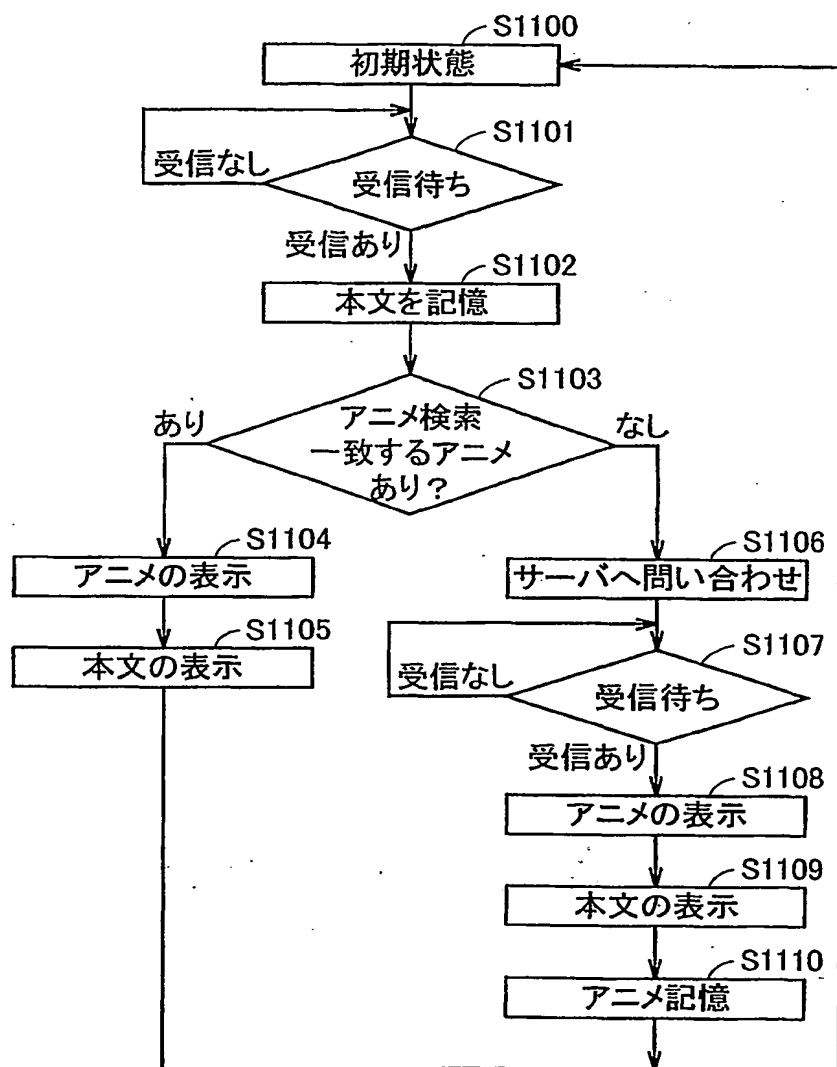 S1100
初期状態
S1101
受信なし
受信待ち
受信あり
S1102
本文を記憶
S1103
アニメ検索
一致するアニメ
あり?
あり
なし
S1104
アニメの表示
S1105
本文の表示
S1106
サーバへ問い合わせ
S1107
受信なし
受信待ち
受信あり
S1108
アニメの表示
S1109
本文の表示
S1110
アニメ記憶